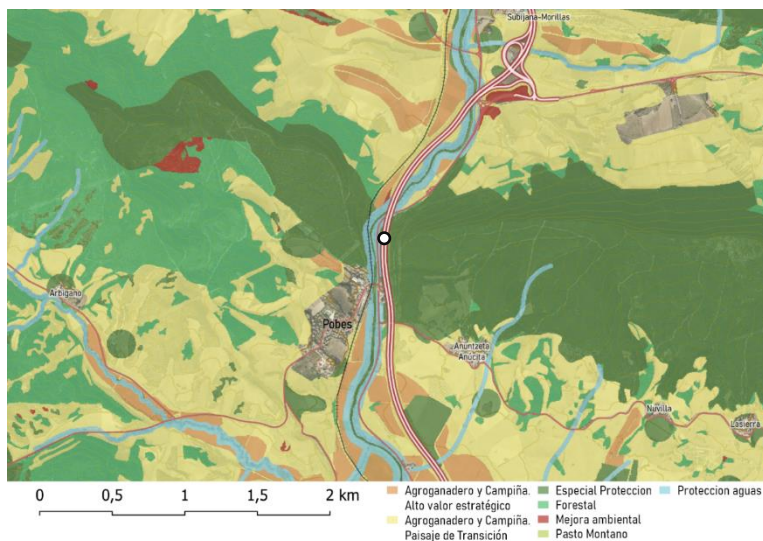 Subijana-Morillas
Arbigano
Pobes
Anuntzeta
Anucita
Nuvilla
Lasierra
0 0,5 1 1,5 2 km
Agroganadero y Campiña.
Alto valor estratégico
Agroganadero y Campiña.
Paisaje de Transición
Especial Proteccion
Forestal
Mejora ambiental
Pasto Montano
Proteccion aguas